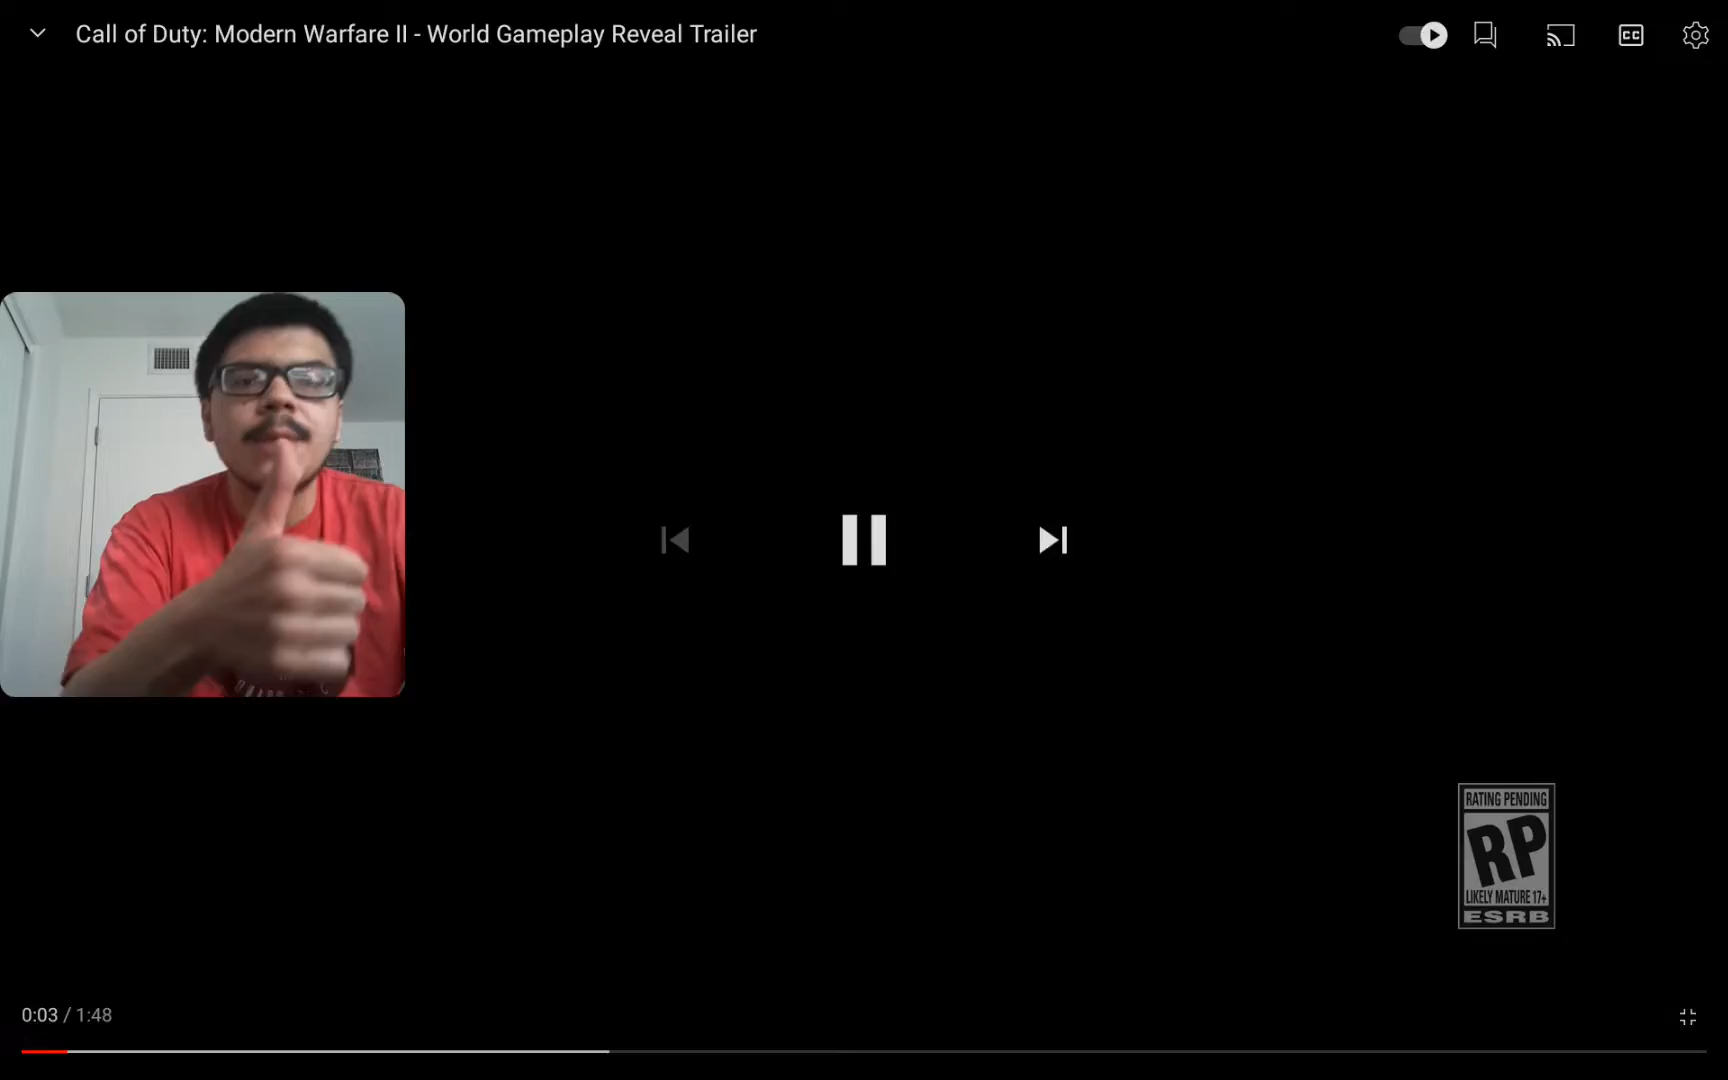 Call of Duty: Modern Warfare II - World Gameplay Reveal Trailer
CC
RATING PENDING
RP
LIKELY MATURE 17+
ESRB
0:03 / 1:48